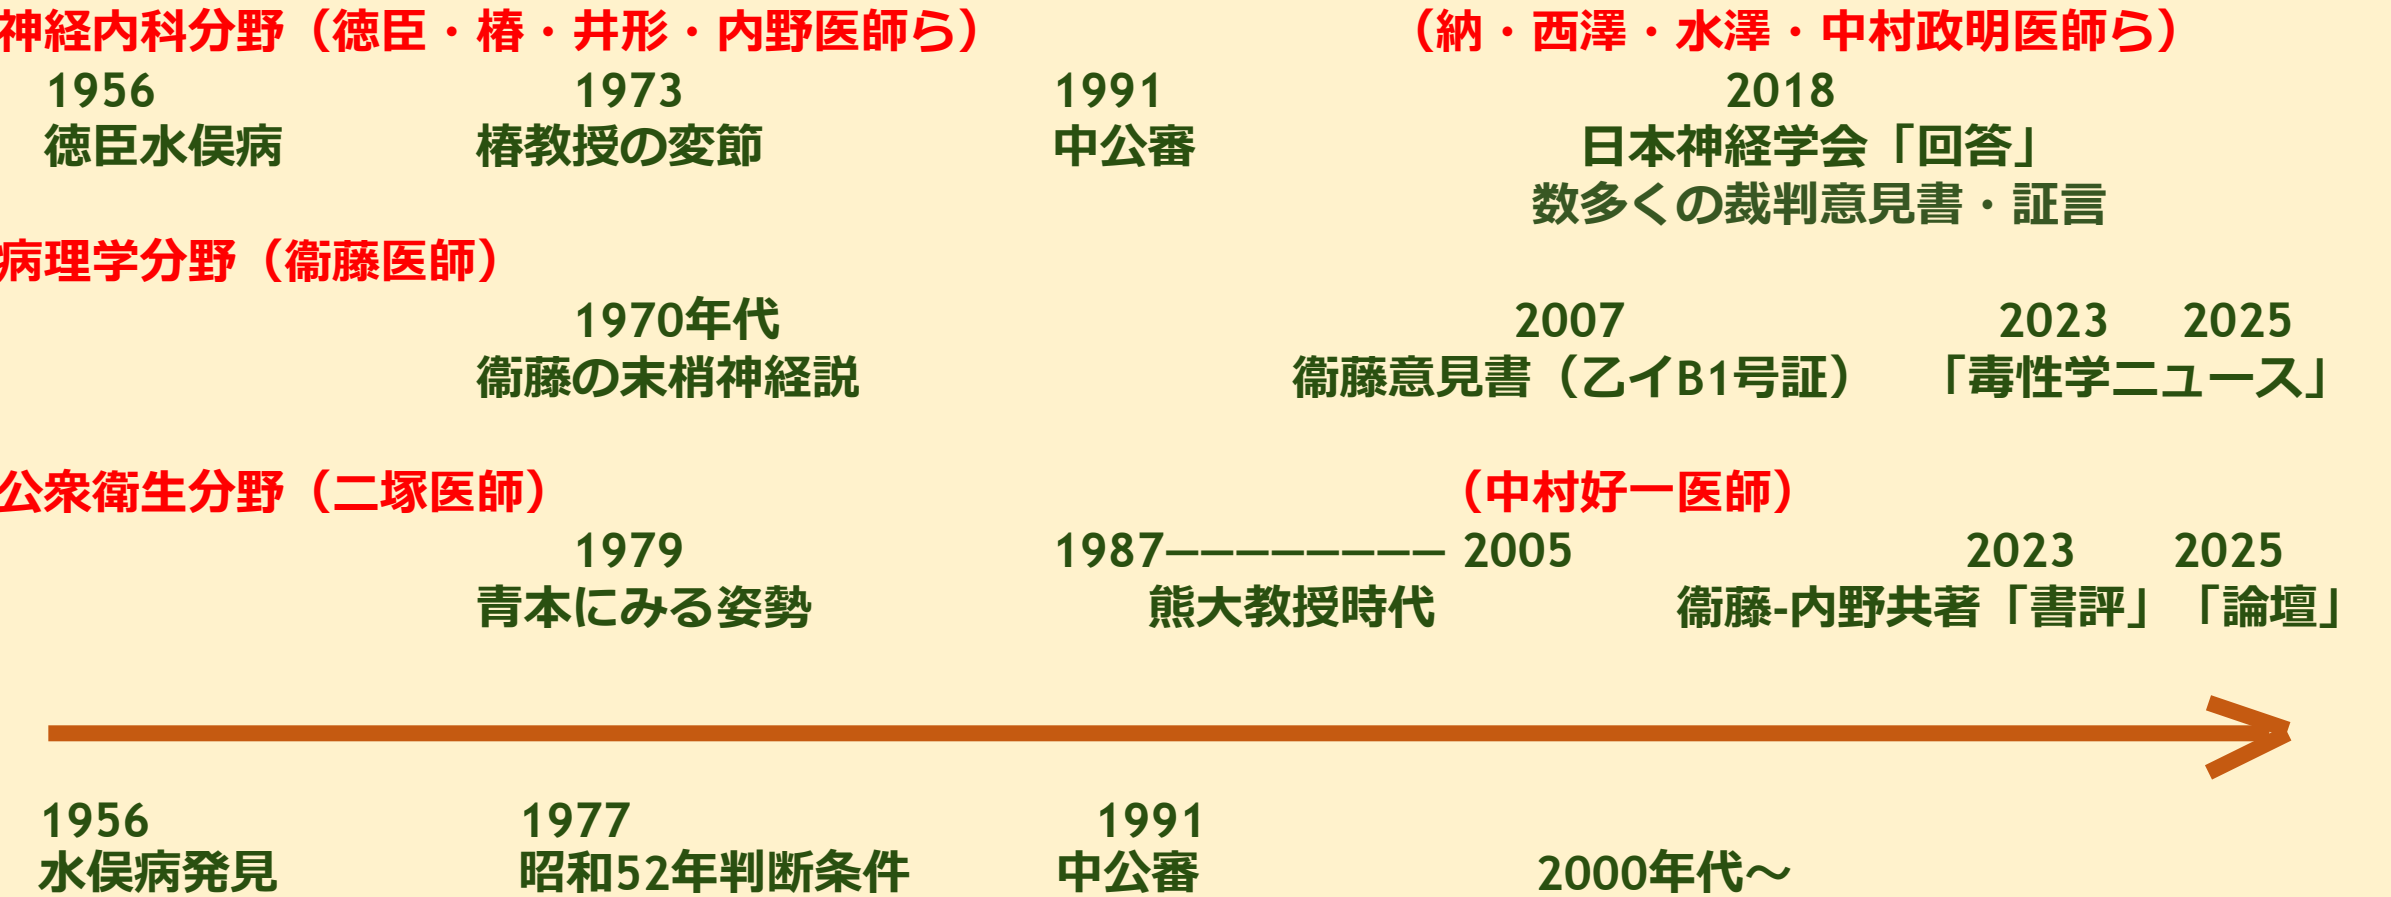 神経内科分野（徳臣・椿・井形・内野医師ら） （納・西澤・水澤・中村政明医師ら）
1956 1973 1991 2018
徳臣水俣病 椿教授の変節 中公審 日本神経学会「回答」
数多くの裁判意見書・証言
病理学分野（衞藤医師）
1970年代 2007 2023 2025
衞藤の末梢神経説 衞藤意見書（乙イB1号証） 「毒性学ニュース」
公衆衛生分野（二塚医師） （中村好一医師）
1979 1987―――――――― 2005 2023 2025
青本にみる姿勢 熊大教授時代 衞藤-内野共著「書評」 「論壇」
1956 1977 1991
水俣病発見 昭和52年判断条件 中公審 2000年代～